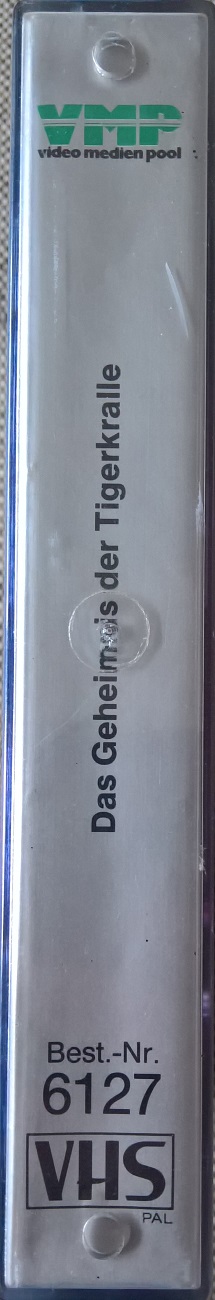 VMP
video medien pool
Das Geheimnis der Tigerkralle
Best.-Nr.
6127
VHS
PAL